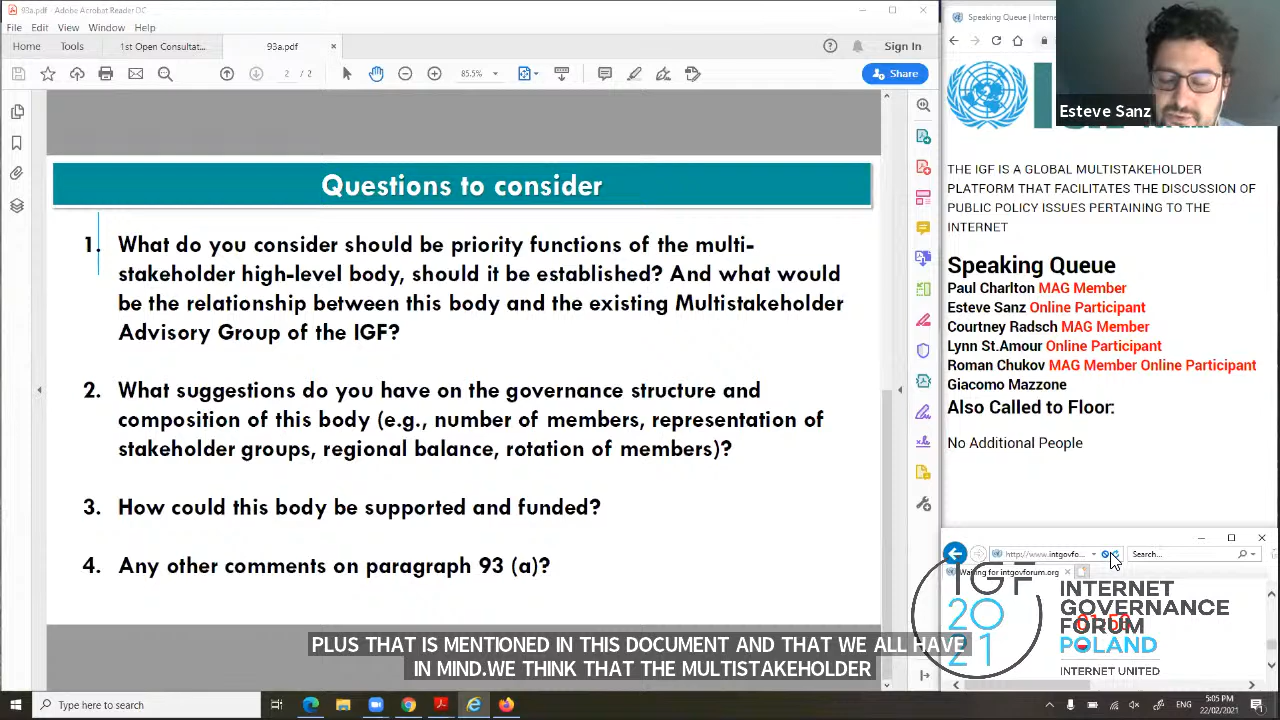 93a.pdf - Adobe Acrobat Reader DC
File Edit View Window Help
Home Tools 1st Open Consultat... 93a.pdf × Sign In
2 / 2 85.5% Share
Questions to consider
1. What do you consider should be priority functions of the multi-
stakeholder high-level body, should it be established? And what would
be the relationship between this body and the existing Multistakeholder
Advisory Group of the IGF?
2. What suggestions do you have on the governance structure and
composition of this body (e.g., number of members, representation of
stakeholder groups, regional balance, rotation of members)?
3. How could this body be supported and funded?
4. Any other comments on paragraph 93 (a)?
PLUS THAT IS MENTIONED IN THIS DOCUMENT AND THAT WE ALL HAVE
IN MIND.WE THINK THAT THE MULTISTAKEHOLDER
Speaking Queue | Intern
Esteve Sanz
THE IGF IS A GLOBAL MULTISTAKEHOLDER
PLATFORM THAT FACILITATES THE DISCUSSION OF
PUBLIC POLICY ISSUES PERTAINING TO THE
INTERNET
Speaking Queue
Paul Charlton MAG Member
Esteve Sanz Online Participant
Courtney Radsch MAG Member
Lynn St.Amour Online Participant
Roman Chukov MAG Member Online Participant
Giacomo Mazzone
Also Called to Floor:
No Additional People
http://www.intgovfo... Search...
Waiting for intgovforum.org
IGF
2021
INTERNET
GOVERNANCE
FORUM
POLAND
INTERNET UNITED
Type here to search
ENG
5:05 PM
22/02/2021